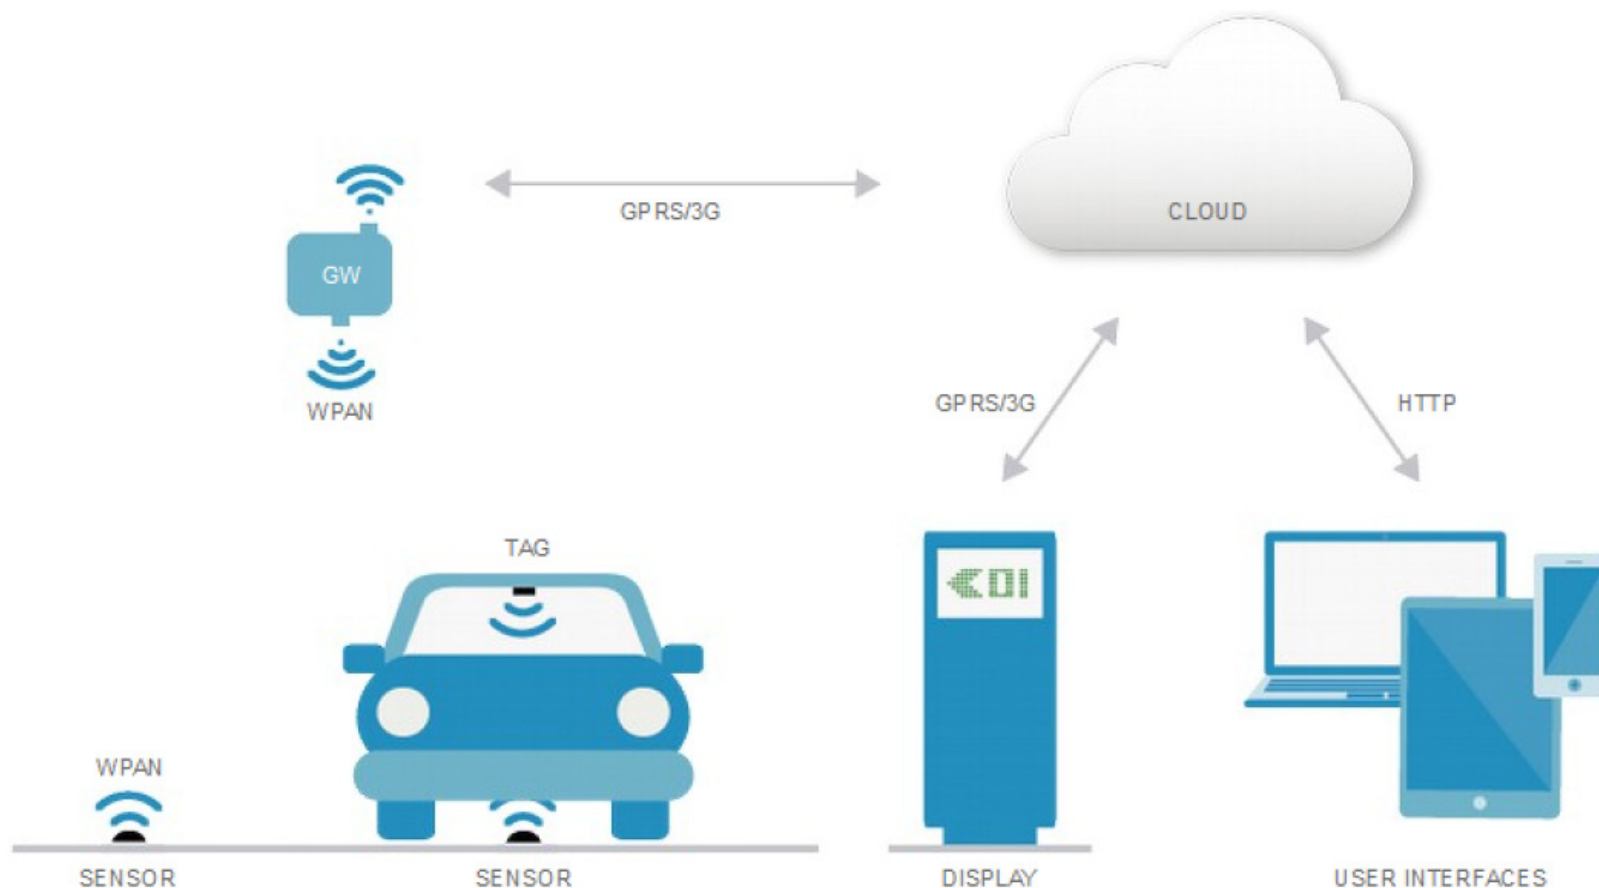 GPRS/3G
CLOUD
GW
WPAN
GPRS/3G
HTTP
TAG
WPAN
SENSOR
SENSOR
DISPLAY
USER INTERFACES